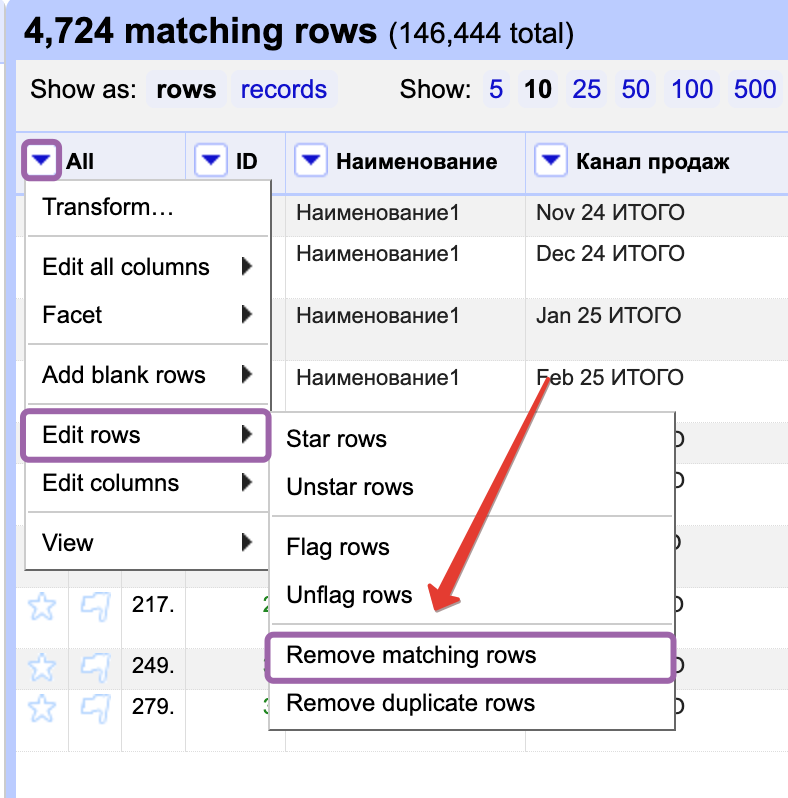 4,724 matching rows (146,444 total)
Show as: rows records Show: 5 10 25 50 100 500
All ID Наименование Канал продаж
Transform…
Наименование1 Nov 24 ИТОГО
Наименование1 Dec 24 ИТОГО
Edit all columns
Facet
Наименование1 Jan 25 ИТОГО
Add blank rows
Наименование1 Feb 25 ИТОГО
Edit rows
Edit columns
View
Star rows
Unstar rows
Flag rows
Unflag rows
Remove matching rows
Remove duplicate rows
217.
249.
279.